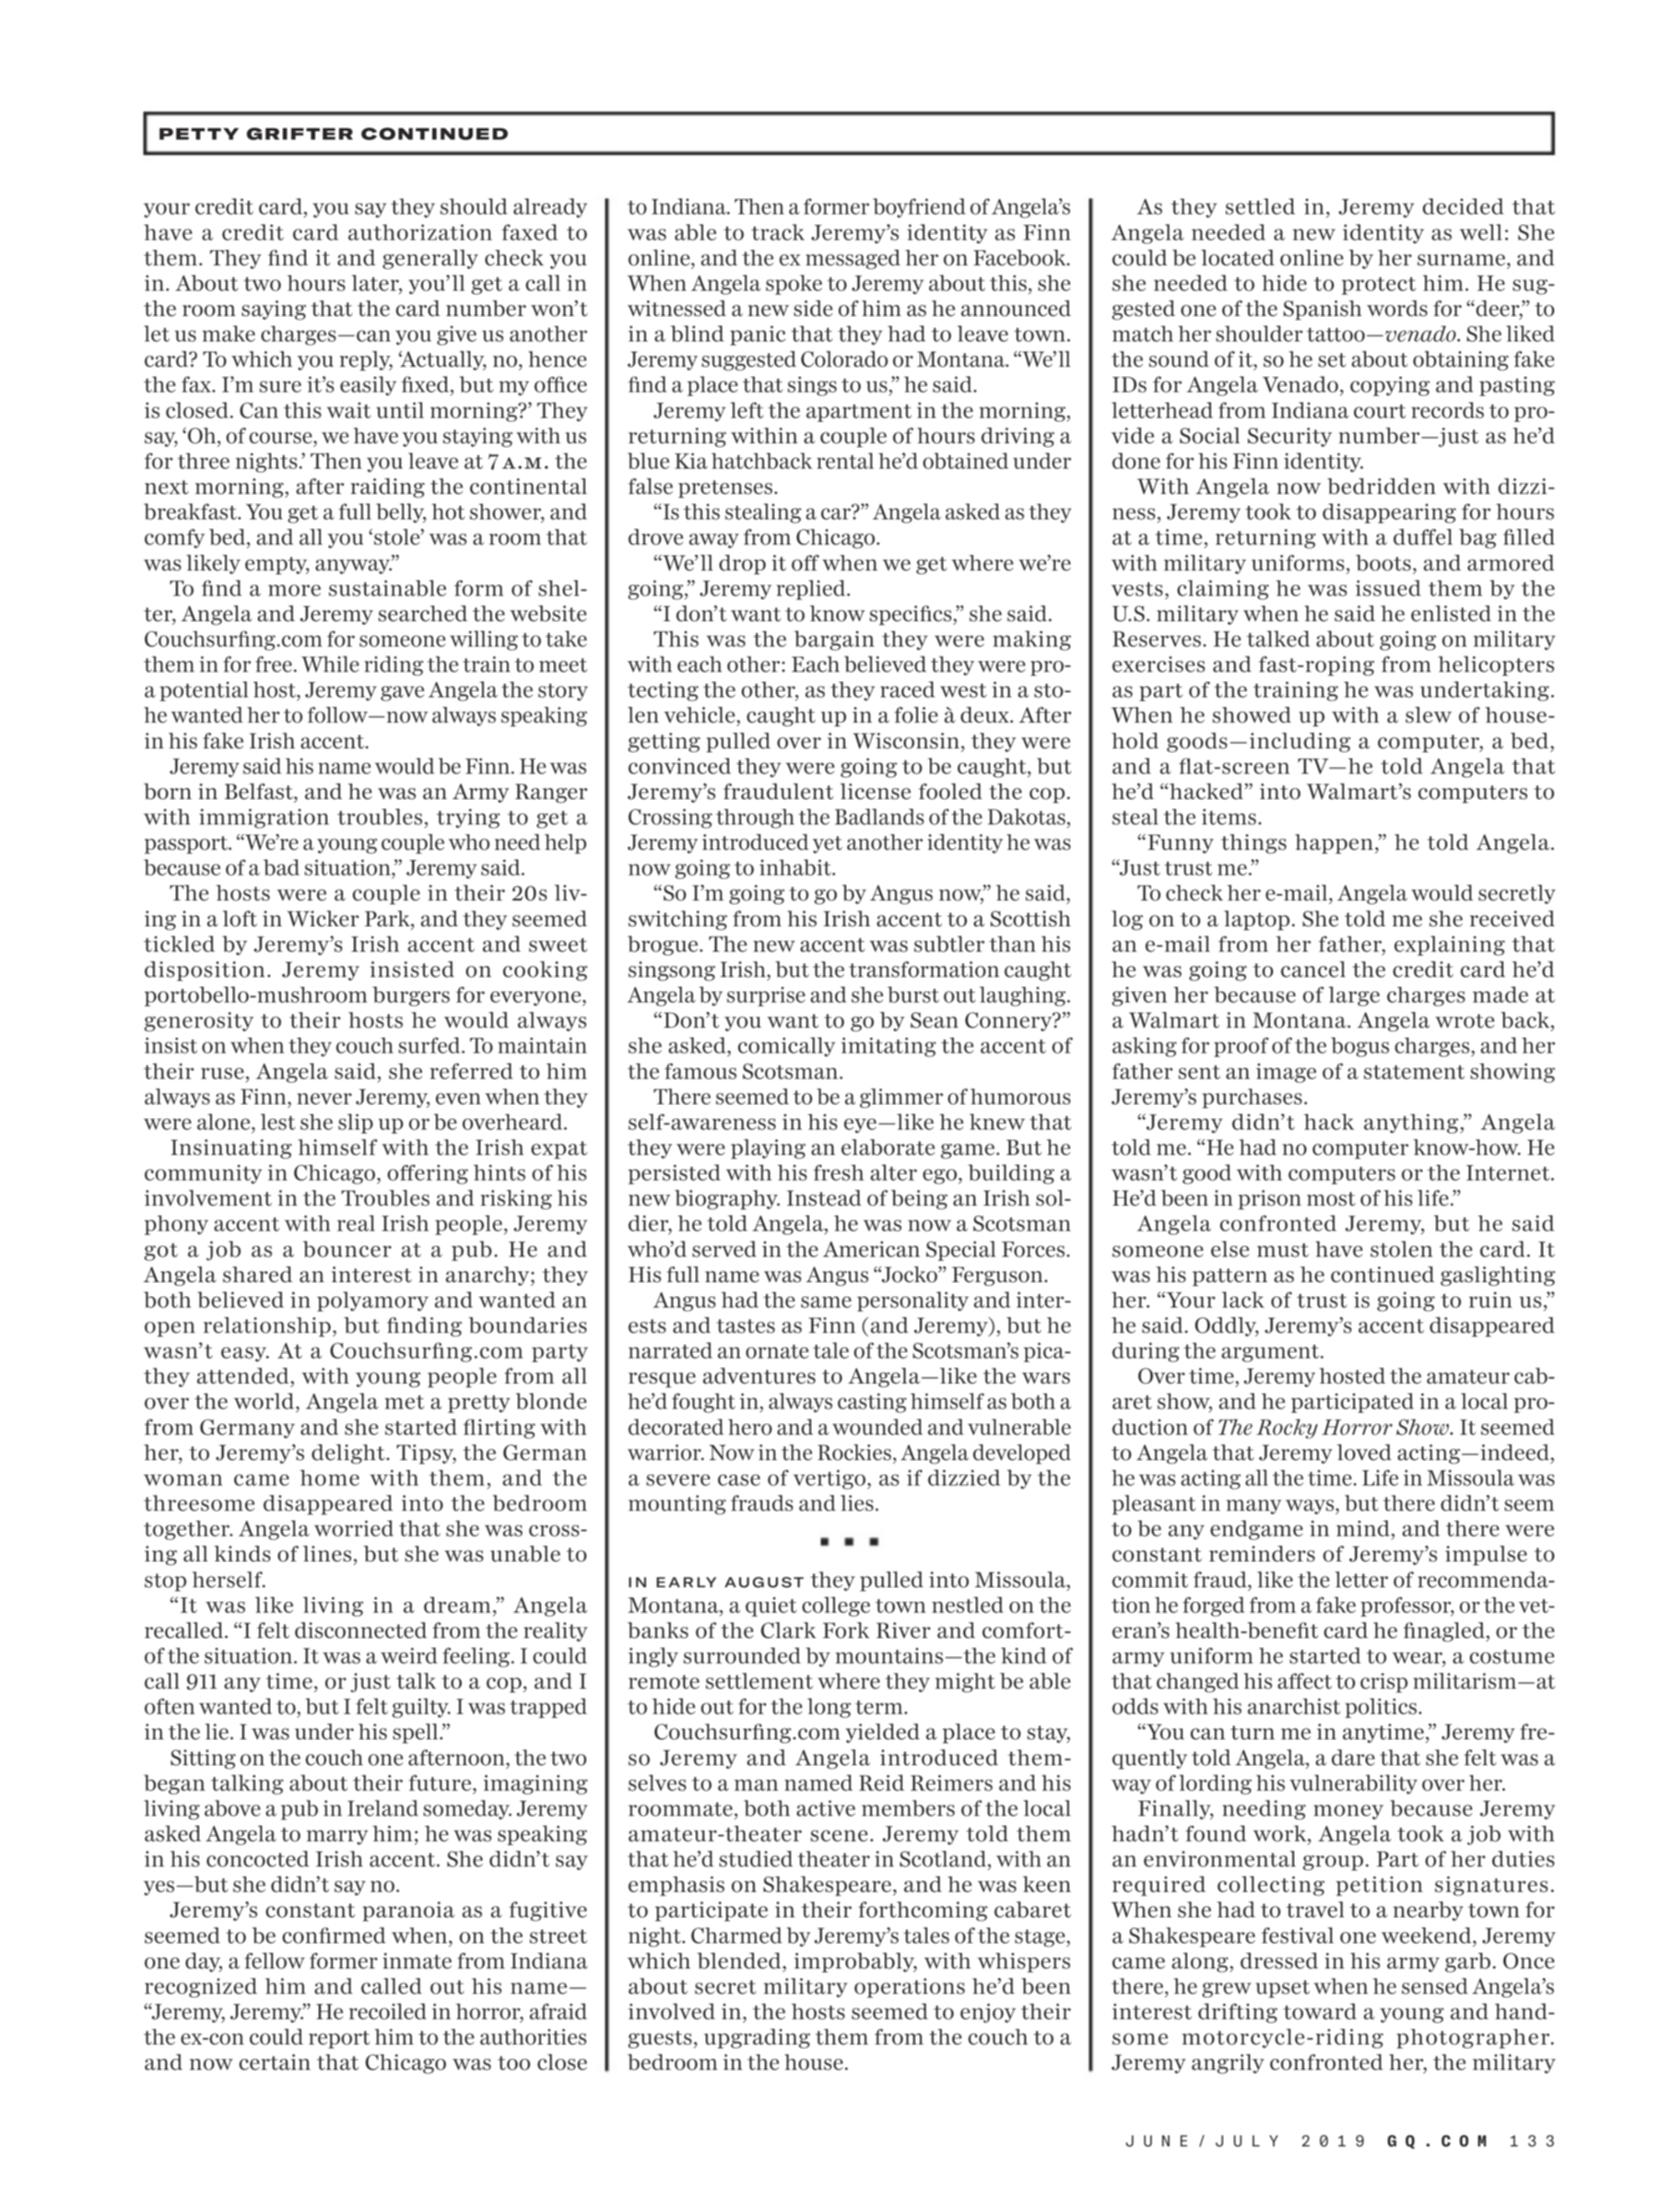 PETTY GRIFTER CONTINUED
your credit card, you say they should already
have a credit card authorization faxed to
them. They find it and generally check you
in. About two hours later, you’ll get a call in
the room saying that the card number won’t
let us make charges—can you give us another
card? To which you reply, ‘Actually, no, hence
the fax. I’m sure it’s easily fixed, but my office
is closed. Can this wait until morning?’ They
say, ‘Oh, of course, we have you staying with us
for three nights.’ Then you leave at 7 A.M. the
next morning, after raiding the continental
breakfast. You get a full belly, hot shower, and
comfy bed, and all you ‘stole’ was a room that
was likely empty, anyway.”
To find a more sustainable form of shel-
ter, Angela and Jeremy searched the website
Couchsurfing.com for someone willing to take
them in for free. While riding the train to meet
a potential host, Jeremy gave Angela the story
he wanted her to follow—now always speaking
in his fake Irish accent.
Jeremy said his name would be Finn. He was
born in Belfast, and he was an Army Ranger
with immigration troubles, trying to get a
passport. “We’re a young couple who need help
because of a bad situation,” Jeremy said.
The hosts were a couple in their 20s liv-
ing in a loft in Wicker Park, and they seemed
tickled by Jeremy’s Irish accent and sweet
disposition. Jeremy insisted on cooking
portobello-mushroom burgers for everyone,
generosity to their hosts he would always
insist on when they couch surfed. To maintain
their ruse, Angela said, she referred to him
always as Finn, never Jeremy, even when they
were alone, lest she slip up or be overheard.
Insinuating himself with the Irish expat
community in Chicago, offering hints of his
involvement in the Troubles and risking his
phony accent with real Irish people, Jeremy
got a job as a bouncer at a pub. He and
Angela shared an interest in anarchy; they
both believed in polyamory and wanted an
open relationship, but finding boundaries
wasn’t easy. At a Couchsurfing.com party
they attended, with young people from all
over the world, Angela met a pretty blonde
from Germany and she started flirting with
her, to Jeremy’s delight. Tipsy, the German
woman came home with them, and the
threesome disappeared into the bedroom
together. Angela worried that she was cross-
ing all kinds of lines, but she was unable to
stop herself.
“It was like living in a dream,” Angela
recalled. “I felt disconnected from the reality
of the situation. It was a weird feeling. I could
call 911 any time, or just talk to a cop, and I
often wanted to, but I felt guilty. I was trapped
in the lie. I was under his spell.”
Sitting on the couch one afternoon, the two
began talking about their future, imagining
living above a pub in Ireland someday. Jeremy
asked Angela to marry him; he was speaking
in his concocted Irish accent. She didn’t say
yes—but she didn’t say no.
Jeremy’s constant paranoia as a fugitive
seemed to be confirmed when, on the street
one day, a fellow former inmate from Indiana
recognized him and called out his name—
“Jeremy, Jeremy.” He recoiled in horror, afraid
the ex-con could report him to the authorities
and now certain that Chicago was too close
to Indiana. Then a former boyfriend of Angela’s
was able to track Jeremy’s identity as Finn
online, and the ex messaged her on Facebook.
When Angela spoke to Jeremy about this, she
witnessed a new side of him as he announced
in a blind panic that they had to leave town.
Jeremy suggested Colorado or Montana. “We’ll
find a place that sings to us,” he said.
Jeremy left the apartment in the morning,
returning within a couple of hours driving a
blue Kia hatchback rental he’d obtained under
false pretenses.
“Is this stealing a car?” Angela asked as they
drove away from Chicago.
“We’ll drop it off when we get where we’re
going,” Jeremy replied.
“I don’t want to know specifics,” she said.
This was the bargain they were making
with each other: Each believed they were pro-
tecting the other, as they raced west in a sto-
len vehicle, caught up in a folie à deux. After
getting pulled over in Wisconsin, they were
convinced they were going to be caught, but
Jeremy’s fraudulent license fooled the cop.
Crossing through the Badlands of the Dakotas,
Jeremy introduced yet another identity he was
now going to inhabit.
“So I’m going to go by Angus now,” he said,
switching from his Irish accent to a Scottish
brogue. The new accent was subtler than his
singsong Irish, but the transformation caught
Angela by surprise and she burst out laughing.
“Don’t you want to go by Sean Connery?”
she asked, comically imitating the accent of
the famous Scotsman.
There seemed to be a glimmer of humorous
self-awareness in his eye—like he knew that
they were playing an elaborate game. But he
persisted with his fresh alter ego, building a
new biography. Instead of being an Irish sol-
dier, he told Angela, he was now a Scotsman
who’d served in the American Special Forces.
His full name was Angus “Jocko” Ferguson.
Angus had the same personality and inter-
ests and tastes as Finn (and Jeremy), but he
narrated an ornate tale of the Scotsman’s pica-
resque adventures to Angela—like the wars
he’d fought in, always casting himself as both a
decorated hero and a wounded and vulnerable
warrior. Now in the Rockies, Angela developed
a severe case of vertigo, as if dizzied by the
mounting frauds and lies.
IN EARLY AUGUST they pulled into Missoula,
Montana, a quiet college town nestled on the
banks of the Clark Fork River and comfort-
ingly surrounded by mountains—the kind of
remote settlement where they might be able
to hide out for the long term.
Couchsurfing.com yielded a place to stay,
so Jeremy and Angela introduced them-
selves to a man named Reid Reimers and his
roommate, both active members of the local
amateur-theater scene. Jeremy told them
that he’d studied theater in Scotland, with an
emphasis on Shakespeare, and he was keen
to participate in their forthcoming cabaret
night. Charmed by Jeremy’s tales of the stage,
which blended, improbably, with whispers
about secret military operations he’d been
involved in, the hosts seemed to enjoy their
guests, upgrading them from the couch to a
bedroom in the house.
As they settled in, Jeremy decided that
Angela needed a new identity as well: She
could be located online by her surname, and
she needed to hide to protect him. He sug-
gested one of the Spanish words for “deer,” to
match her shoulder tattoo—venado. She liked
the sound of it, so he set about obtaining fake
IDs for Angela Venado, copying and pasting
letterhead from Indiana court records to pro-
vide a Social Security number—just as he’d
done for his Finn identity.
With Angela now bedridden with dizzi-
ness, Jeremy took to disappearing for hours
at a time, returning with a duffel bag filled
with military uniforms, boots, and armored
vests, claiming he was issued them by the
U.S. military when he said he enlisted in the
Reserves. He talked about going on military
exercises and fast-roping from helicopters
as part of the training he was undertaking.
When he showed up with a slew of house-
hold goods—including a computer, a bed,
and a flat-screen TV—he told Angela that
he’d “hacked” into Walmart’s computers to
steal the items.
“Funny things happen,” he told Angela.
“Just trust me.”
To check her e-mail, Angela would secretly
log on to a laptop. She told me she received
an e-mail from her father, explaining that
he was going to cancel the credit card he’d
given her because of large charges made at
a Walmart in Montana. Angela wrote back,
asking for proof of the bogus charges, and her
father sent an image of a statement showing
Jeremy’s purchases.
“Jeremy didn’t hack anything,” Angela
told me. “He had no computer know-how. He
wasn’t good with computers or the Internet.
He’d been in prison most of his life.”
Angela confronted Jeremy, but he said
someone else must have stolen the card. It
was his pattern as he continued gaslighting
her. “Your lack of trust is going to ruin us,”
he said. Oddly, Jeremy’s accent disappeared
during the argument.
Over time, Jeremy hosted the amateur cab-
aret show, and he participated in a local pro-
duction of The Rocky Horror Show. It seemed
to Angela that Jeremy loved acting—indeed,
he was acting all the time. Life in Missoula was
pleasant in many ways, but there didn’t seem
to be any endgame in mind, and there were
constant reminders of Jeremy’s impulse to
commit fraud, like the letter of recommenda-
tion he forged from a fake professor, or the vet-
eran’s health-benefit card he finagled, or the
army uniform he started to wear, a costume
that changed his affect to crisp militarism—at
odds with his anarchist politics.
“You can turn me in anytime,” Jeremy fre-
quently told Angela, a dare that she felt was a
way of lording his vulnerability over her.
Finally, needing money because Jeremy
hadn’t found work, Angela took a job with
an environmental group. Part of her duties
required collecting petition signatures.
When she had to travel to a nearby town for
a Shakespeare festival one weekend, Jeremy
came along, dressed in his army garb. Once
there, he grew upset when he sensed Angela’s
interest drifting toward a young and hand-
some motorcycle-riding photographer.
Jeremy angrily confronted her, the military
JUNE/JULY 2019 GQ.COM 133